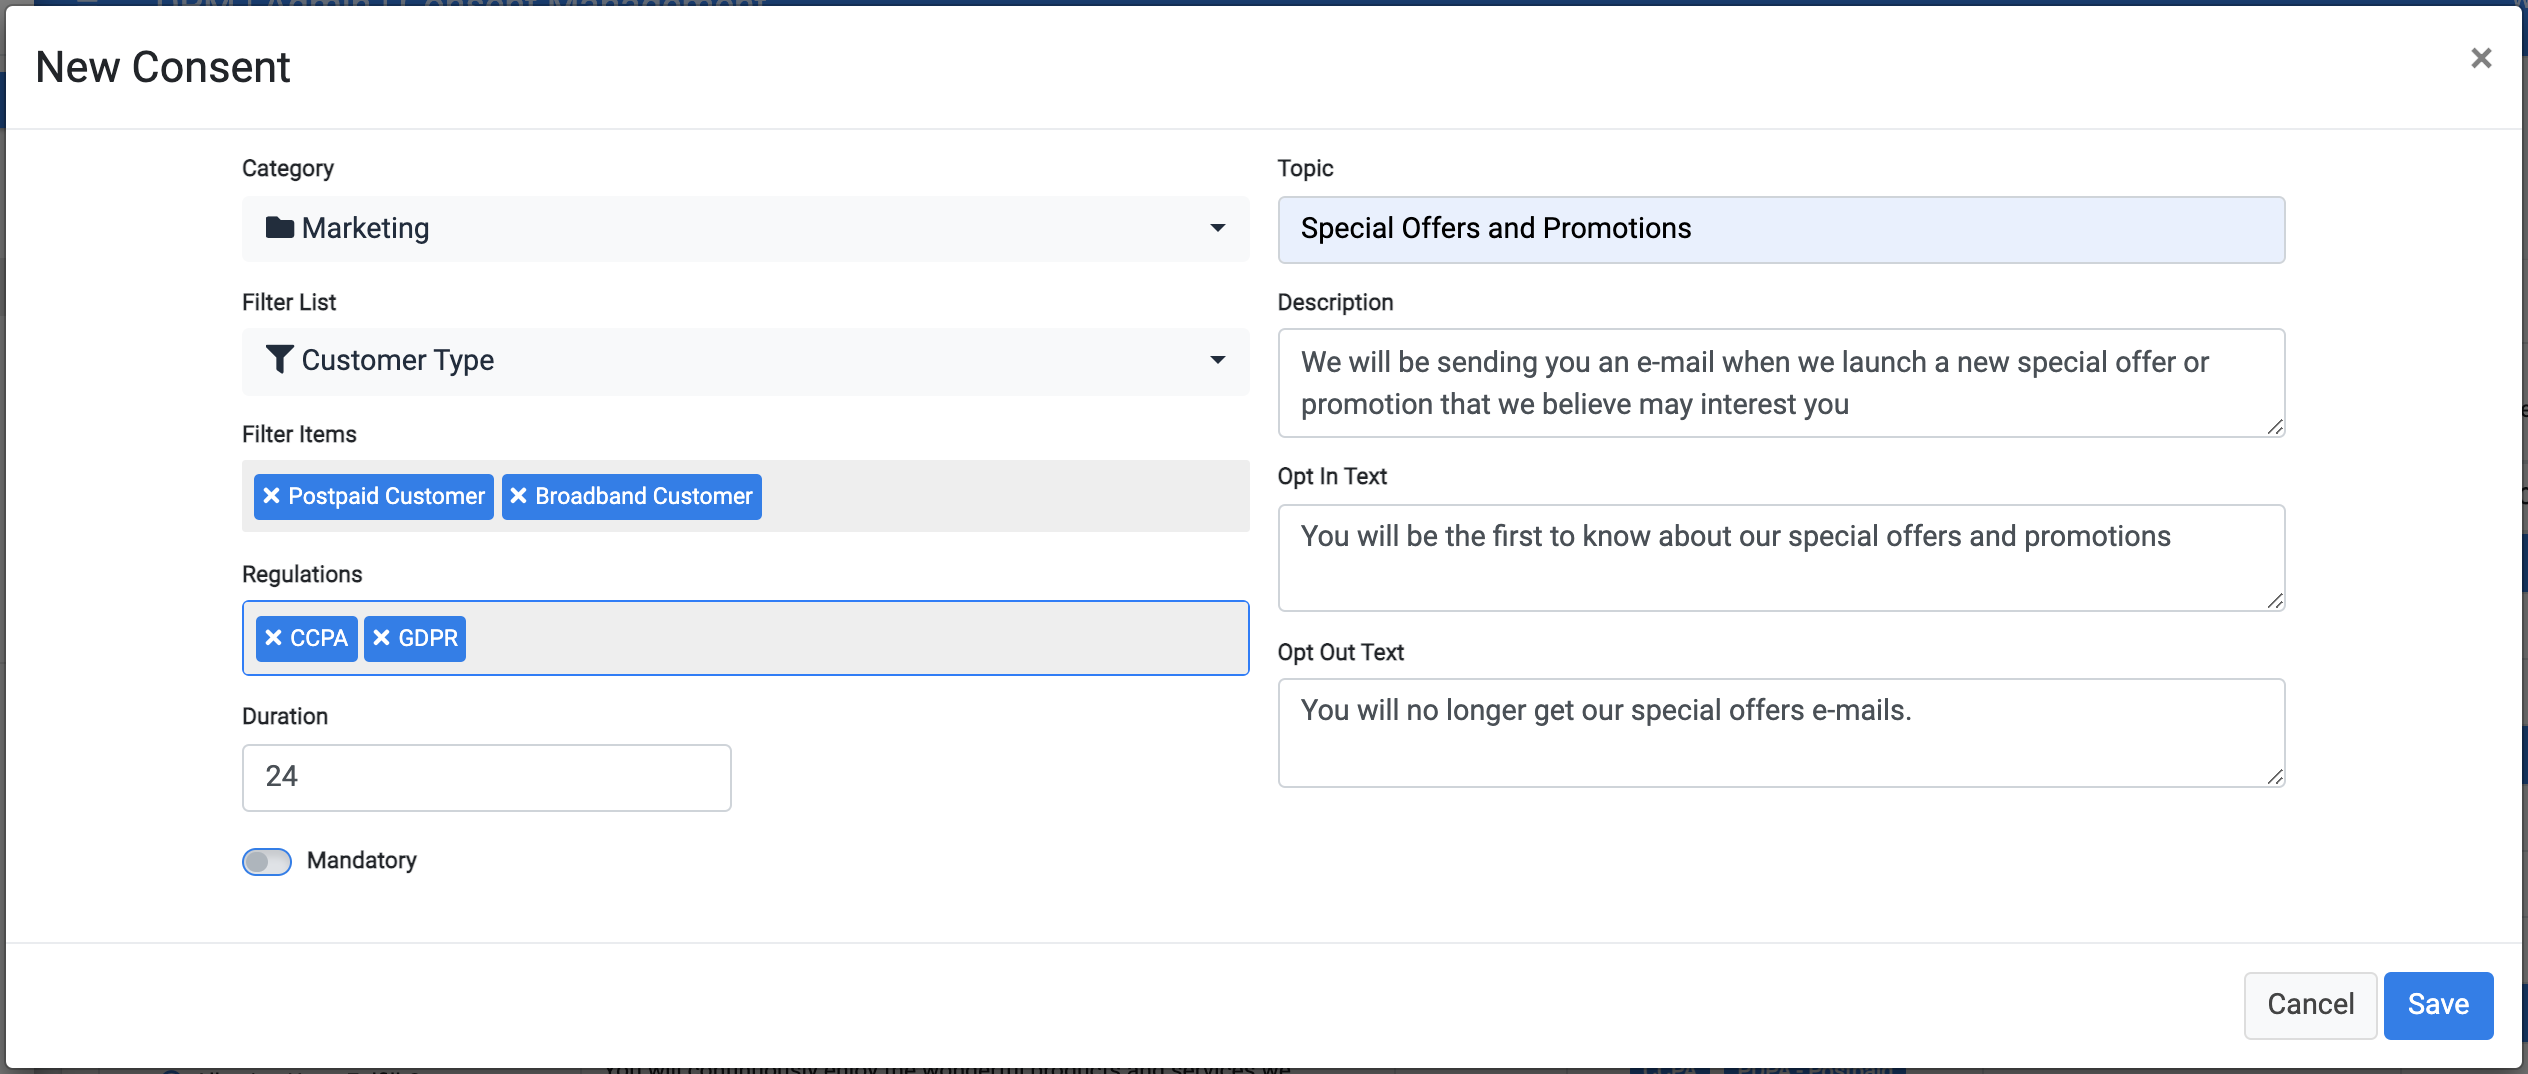 New Consent
×
Category
Marketing
Topic
Special Offers and Promotions
Filter List
Customer Type
Description
We will be sending you an e-mail when we launch a new special offer or
promotion that we believe may interest you
Filter Items
× Postpaid Customer × Broadband Customer
Opt In Text
You will be the first to know about our special offers and promotions
Regulations
× CCPA × GDPR
Opt Out Text
You will no longer get our special offers e-mails.
Duration
24
Mandatory
Cancel Save